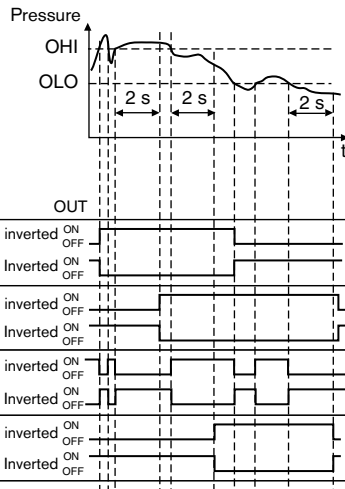 Pressure
OHI
OLO
2 s 2 s 2 s
t
OUT
inverted ON
OFF
Inverted ON
OFF
inverted ON
OFF
Inverted ON
OFF
inverted ON
OFF
Inverted ON
OFF
inverted ON
OFF
Inverted ON
OFF